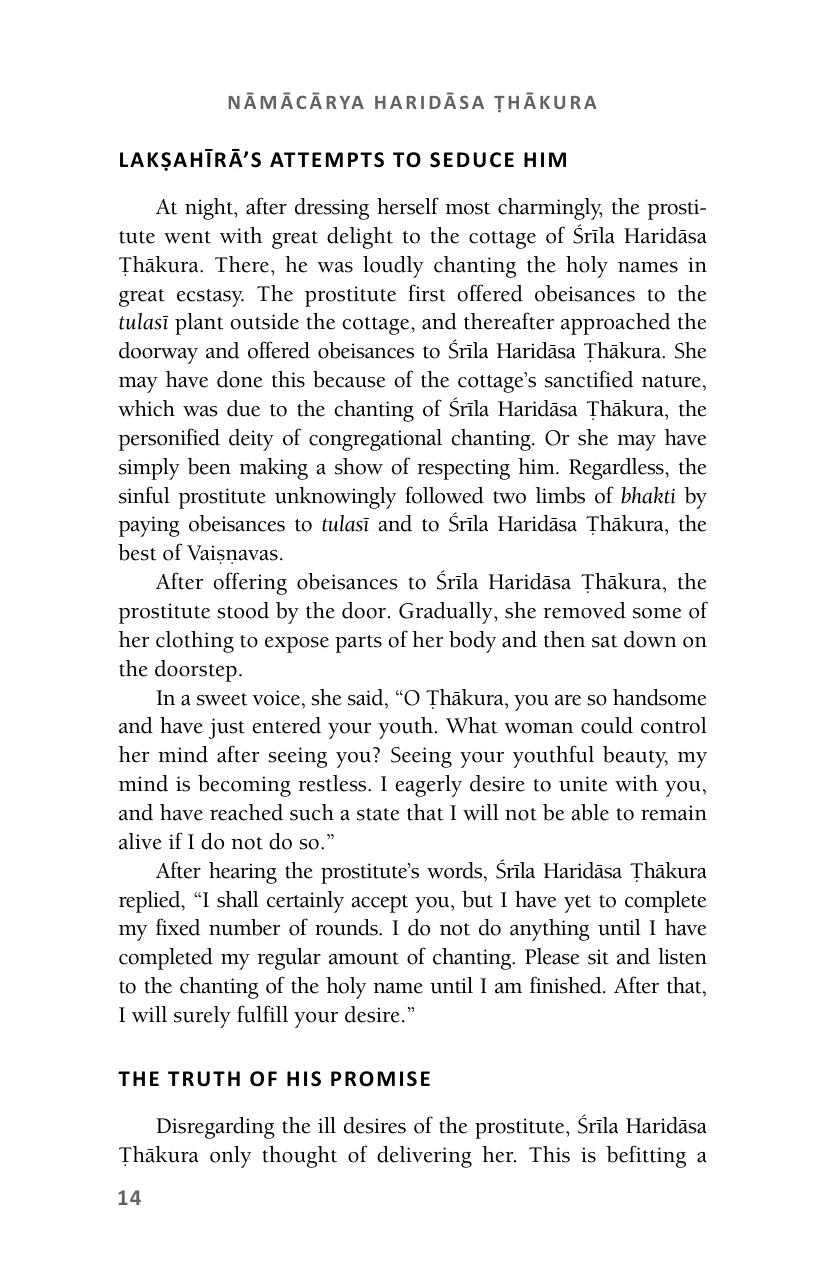 NĀMĀCĀRYA HARIDĀSA ṬHĀKURA
LAKṢAHĪRĀ’S ATTEMPTS TO SEDUCE HIM
At night, after dressing herself most charmingly, the prosti-
tute went with great delight to the cottage of Śrīla Haridāsa
Ṭhākura. There, he was loudly chanting the holy names in
great ecstasy. The prostitute first offered obeisances to the
tulasī plant outside the cottage, and thereafter approached the
doorway and offered obeisances to Śrīla Haridāsa Ṭhākura. She
may have done this because of the cottage’s sanctified nature,
which was due to the chanting of Śrīla Haridāsa Ṭhākura, the
personified deity of congregational chanting. Or she may have
simply been making a show of respecting him. Regardless, the
sinful prostitute unknowingly followed two limbs of bhakti by
paying obeisances to tulasī and to Śrīla Haridāsa Ṭhākura, the
best of Vaiṣṇavas.
After offering obeisances to Śrīla Haridāsa Ṭhākura, the
prostitute stood by the door. Gradually, she removed some of
her clothing to expose parts of her body and then sat down on
the doorstep.
In a sweet voice, she said, “O Ṭhākura, you are so handsome
and have just entered your youth. What woman could control
her mind after seeing you? Seeing your youthful beauty, my
mind is becoming restless. I eagerly desire to unite with you,
and have reached such a state that I will not be able to remain
alive if I do not do so.”
After hearing the prostitute’s words, Śrīla Haridāsa Ṭhākura
replied, “I shall certainly accept you, but I have yet to complete
my fixed number of rounds. I do not do anything until I have
completed my regular amount of chanting. Please sit and listen
to the chanting of the holy name until I am finished. After that,
I will surely fulfill your desire.”
THE TRUTH OF HIS PROMISE
Disregarding the ill desires of the prostitute, Śrīla Haridāsa
Ṭhākura only thought of delivering her. This is befitting a
14